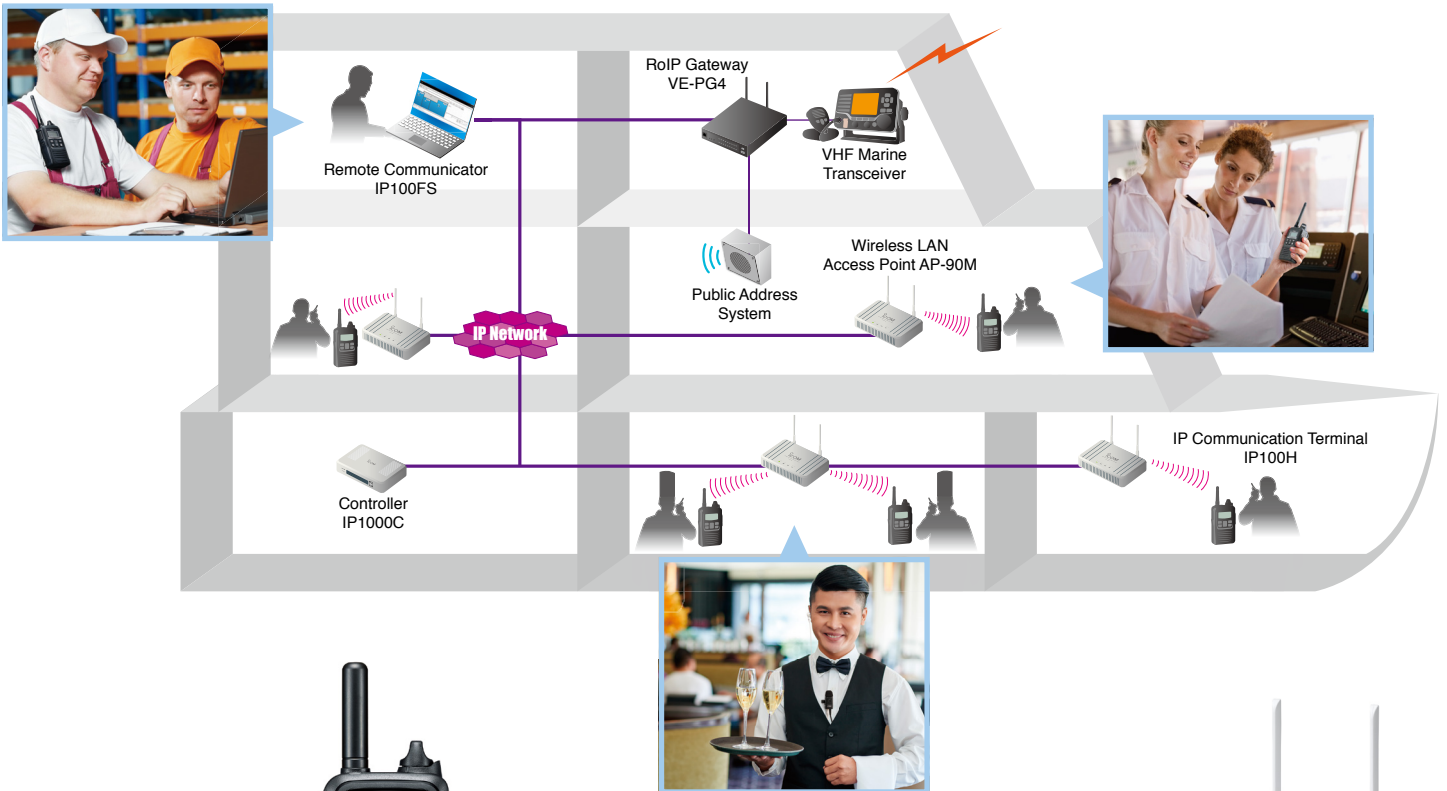 RoIP Gateway
VE-PG4
VHF Marine
Transceiver
Remote Communicator
IP100FS
Wireless LAN
Access Point AP-90M
Public Address
System
IP Network
IP Communication Terminal
IP100H
Controller
IP1000C